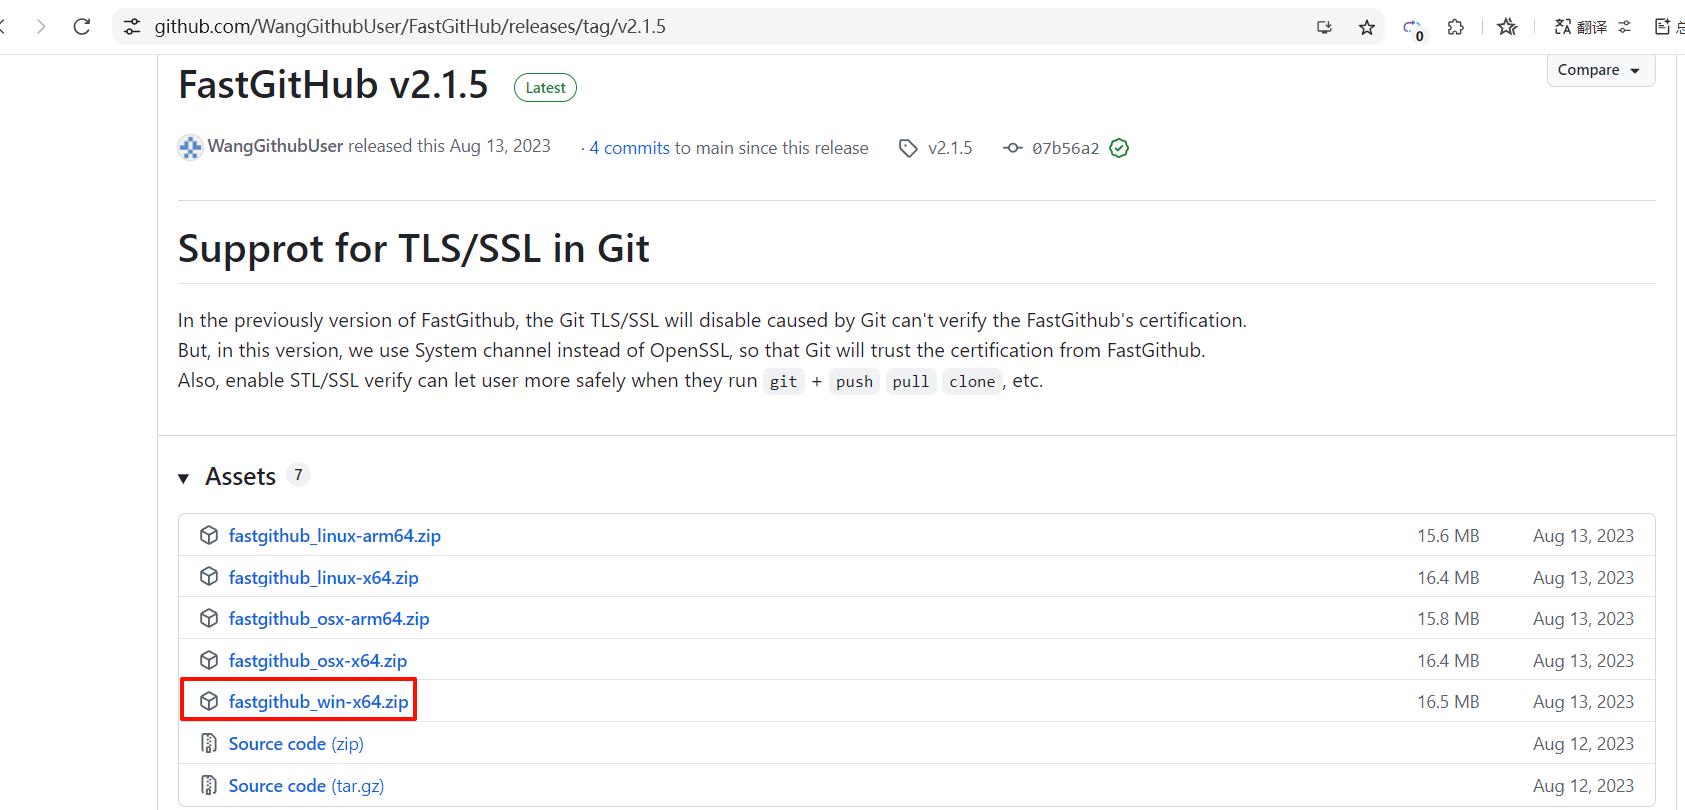 github.com/WangGithubUser/FastGitHub/releases/tag/v2.1.5
0
翻译
FastGitHub v2.1.5
Latest
Compare
WangGithubUser released this Aug 13, 2023 · 4 commits to main since this release v2.1.5 07b56a2
Supprot for TLS/SSL in Git
In the previously version of FastGithub, the Git TLS/SSL will disable caused by Git can't verify the FastGithub's certification.
But, in this version, we use System channel instead of OpenSSL, so that Git will trust the certification from FastGithub.
Also, enable STL/SSL verify can let user more safely when they run git + push pull clone , etc.
Assets 7
fastgithub_linux-arm64.zip 15.6 MB Aug 13, 2023
fastgithub_linux-x64.zip 16.4 MB Aug 13, 2023
fastgithub_osx-arm64.zip 15.8 MB Aug 13, 2023
fastgithub_osx-x64.zip 16.4 MB Aug 13, 2023
fastgithub_win-x64.zip 16.5 MB Aug 13, 2023
Source code (zip) Aug 12, 2023
Source code (tar.gz) Aug 12, 2023